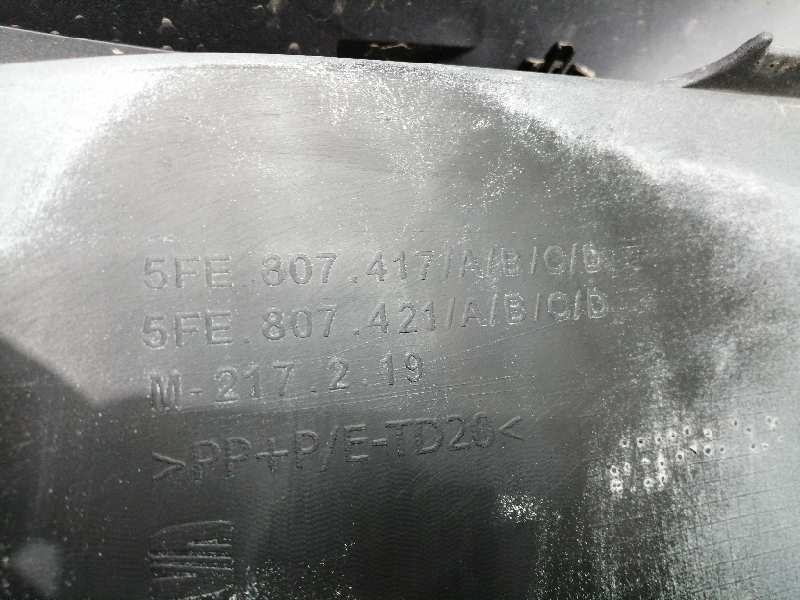 5FE.807.417/A/B/C/D
5FE.807.421/A/B/C/D
M-217.2.19
>PP+P/E-TD20<